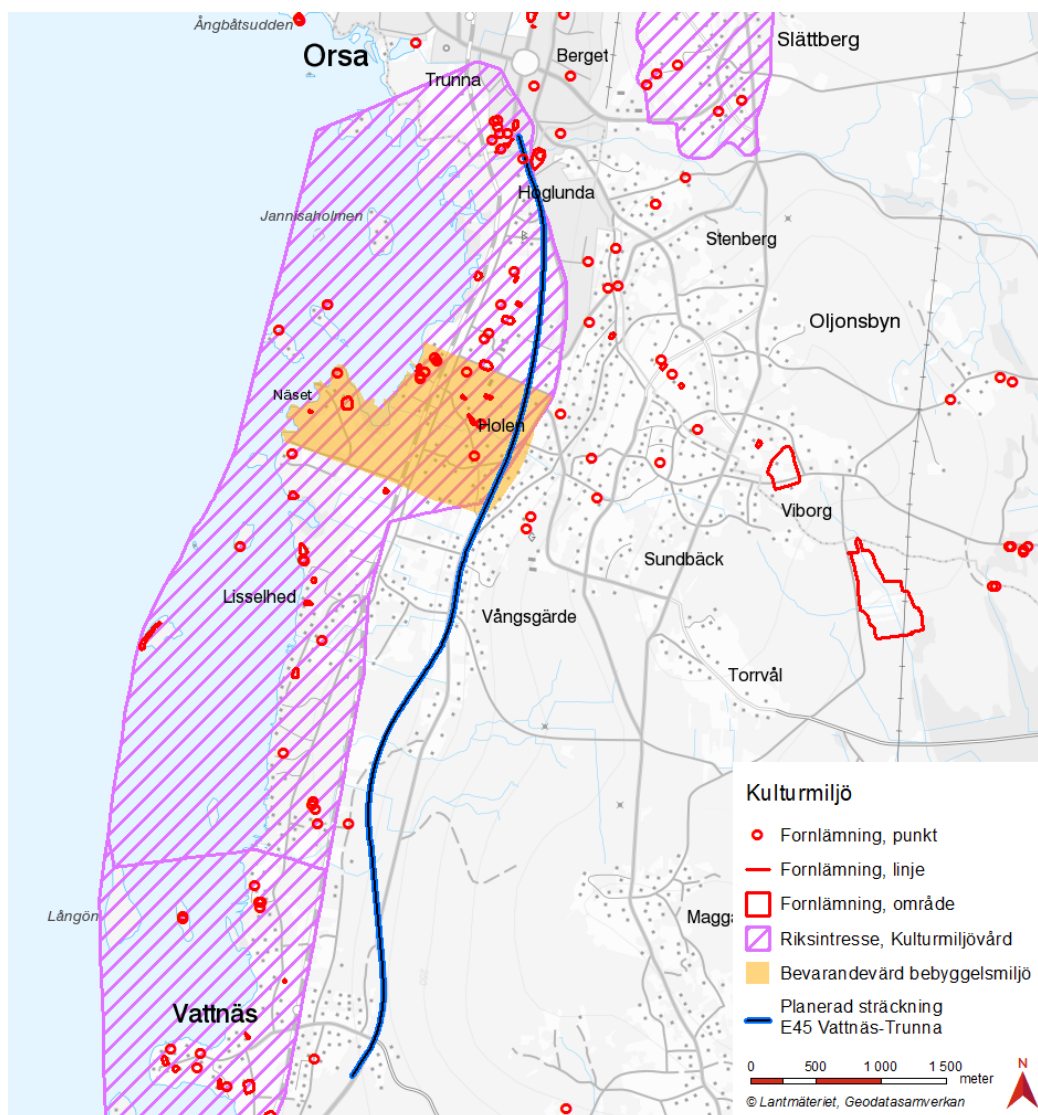 Ångbåtsudden
Orsa
Berget
Slättberg
Trunna
Höglunda
Jannisaholmen
Stenberg
Oljonsbyn
Näset
Holen
Viborg
Sundbäck
Lisselhed
Vångsgärde
Torrvål
Långön
Magga
Vattnäs
Kulturmiljö
Fornlämning, punkt
Fornlämning, linje
Fornlämning, område
Riksintresse, Kulturmiljövård
Bevarandevärd bebyggelsmiljö
Planerad sträckning
E45 Vattnäs-Trunna
N
0 500 1 000 1 500
meter
© Lantmäteriet, Geodatasamverkan